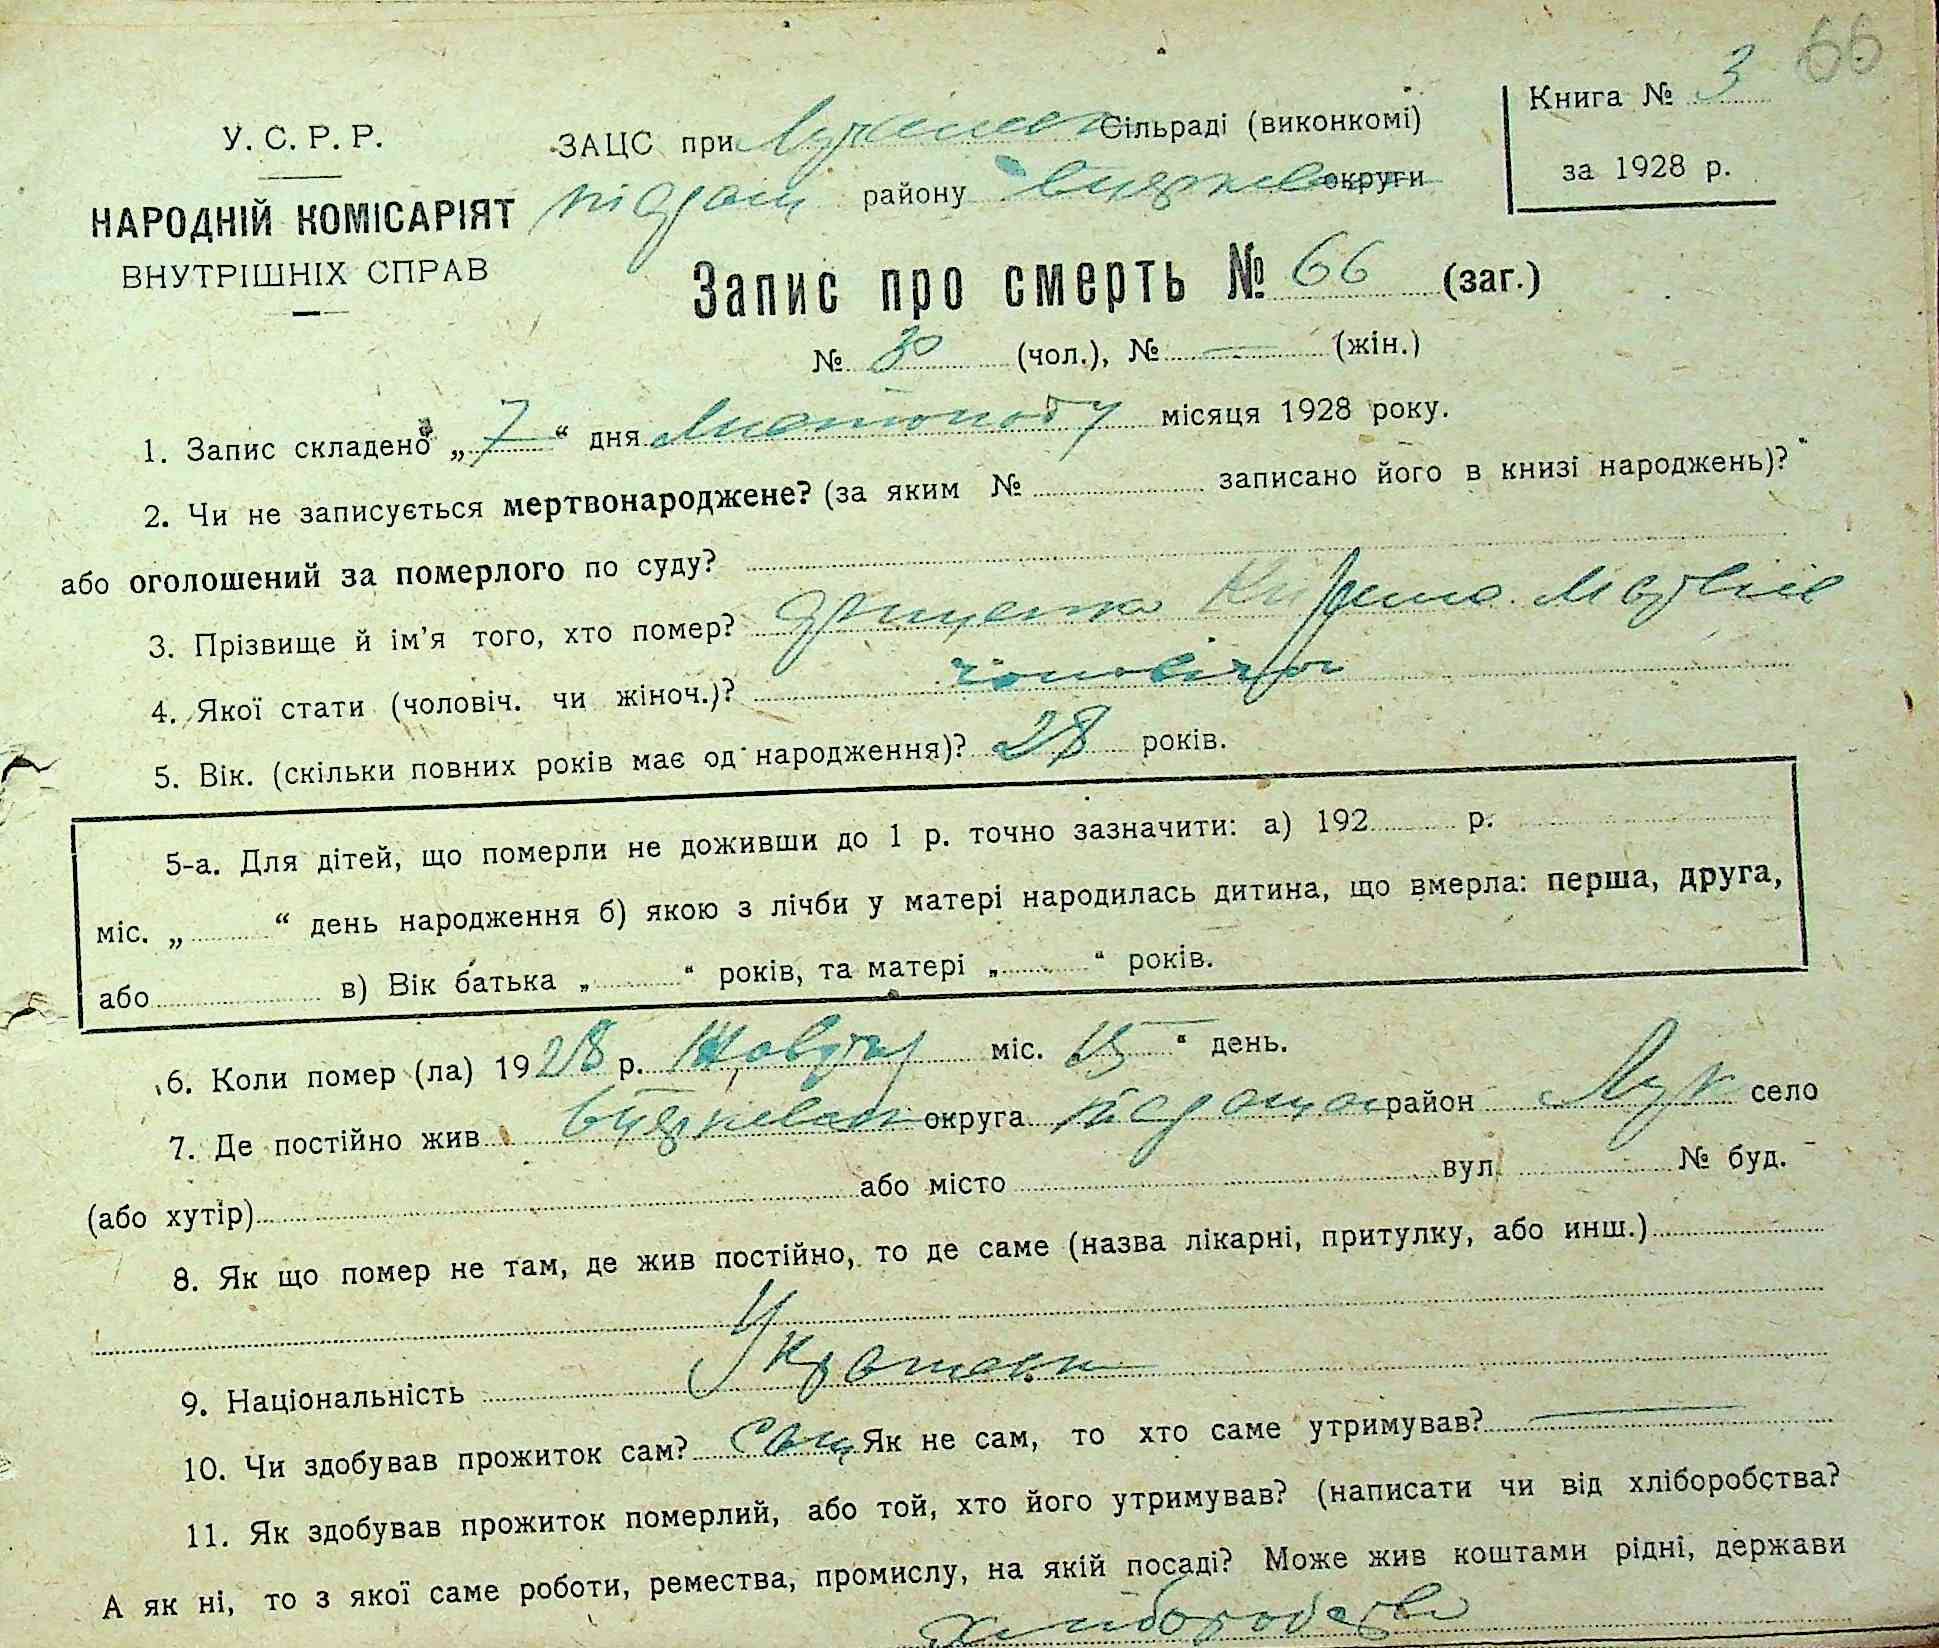 66
У. С. Р. Р.
НАРОДНІЙ КОМІСАРІЯТ
ВНУТРІШНІХ СПРАВ
ЗАЦС при Сільраді (виконкомі)
району округи
Книга № 3
за 1928 р.
Запис про смерть № 66 (заг.)
№ 30 (чол.), № — (жін.)
1. Запис складено „7“ дня Листопаду місяця 1928 року.
2. Чи не записується мертвонароджене? (за яким № записано його в книзі народжень)?
або оголошений за померлого по суду?
3. Прізвище й ім'я того, хто помер?
4. Якої стати (чоловіч. чи жіноч.)? чоловічої
5. Вік. (скільки повних років має од народження)? 28 років.
5-а. Для дітей, що померли не доживши до 1 р. точно зазначити: а) 192 р.
міс. „ “ день народження б) якою з лічби у матері народилась дитина, що вмерла: перша, друга,
або в) Вік батька „ “ років, та матері „ “ років.
6. Коли помер (ла) 1928 р. Жовтня міс. 15 “ день.
7. Де постійно жив округа район Лук село
(або хутір) або місто вул. № буд.
8. Як що помер не там, де жив постійно, то де саме (назва лікарні, притулку, або инш.)
9. Національність
10. Чи здобував прожиток сам? сам Як не сам, то хто саме утримував? —
11. Як здобував прожиток померлий, або той, хто його утримував? (написати чи від хліборобства?
А як ні, то з якої саме роботи, ремества, промислу, на якій посаді? Може жив коштами рідні, держави